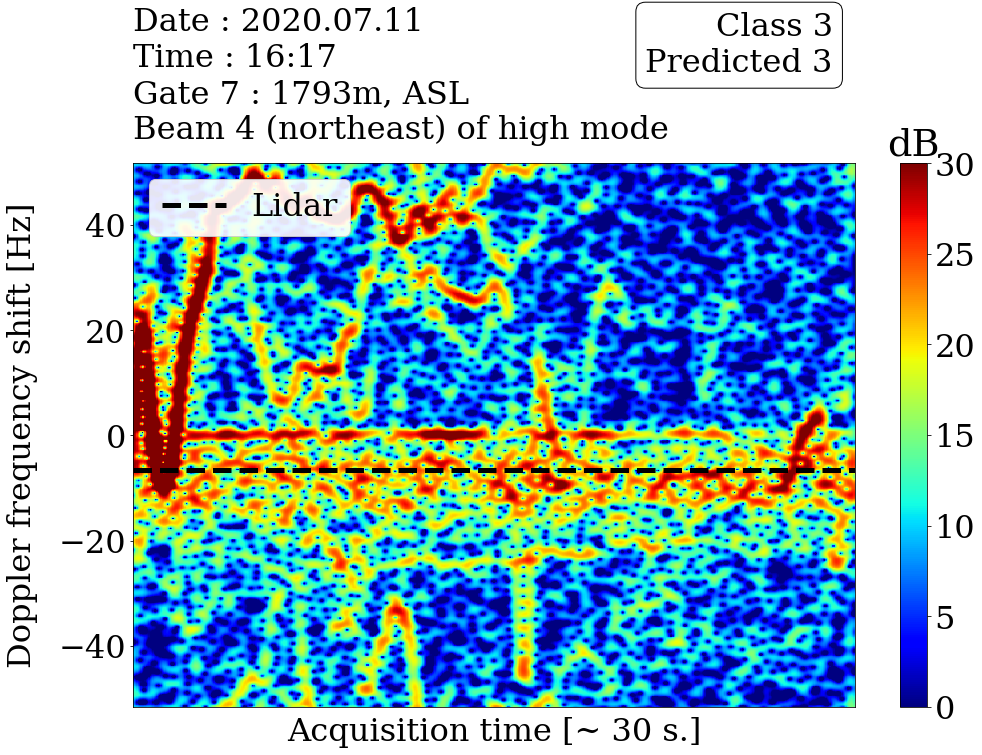 Date : 2020.07.11
Time : 16:17
Gate 7 : 1793m, ASL
Beam 4 (northeast) of high mode
Class 3
Predicted 3
dB
Lidar
Doppler frequency shift [Hz]
40
20
0
−20
−40
30
25
20
15
10
5
0
Acquisition time [~ 30 s.]